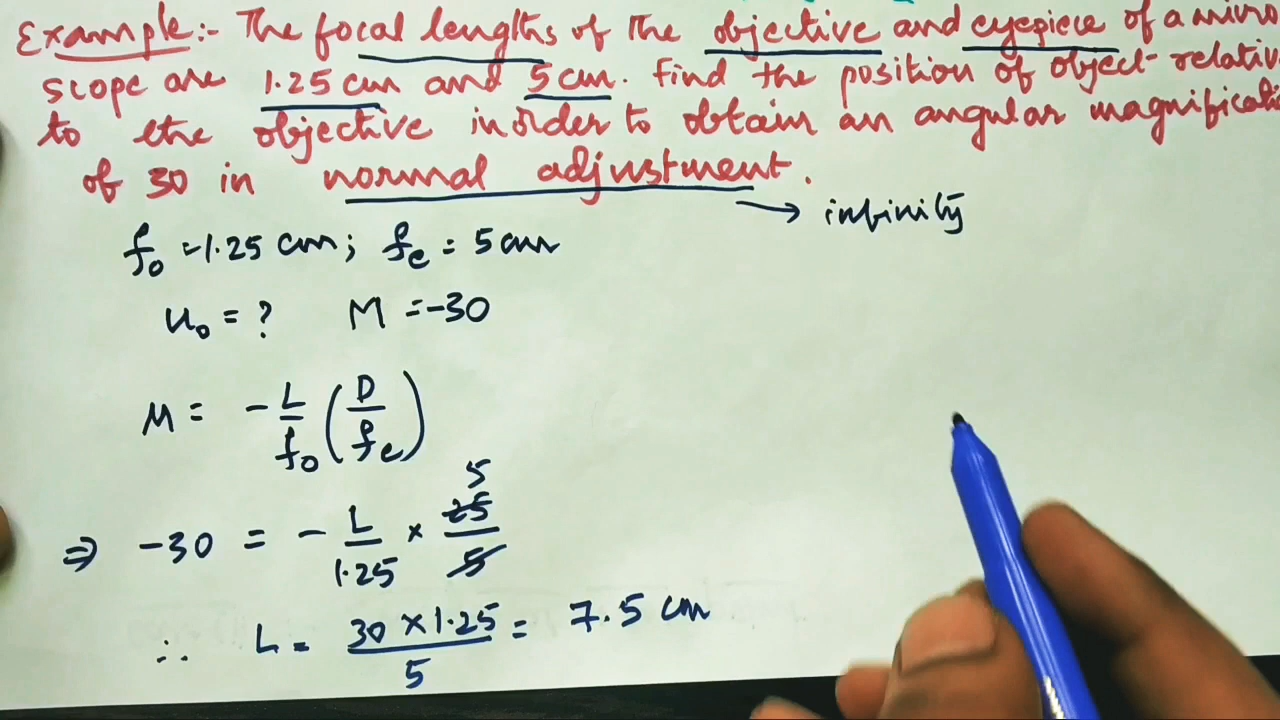 Example:- The focal lengths of the objective and eyepiece of a micro
scope are 1.25 cm and 5 cm. Find the position of object relative
to the objective inorder to obtain an angular magnificati
of 30 in normal adjustment.
→ infinity
f₀ = 1.25 cm; fe = 5 cm
u₀ = ? M = -30
M = - L/f₀ (D/fe)
⇒ -30 = - L/1.25 × 25/5 5
∴ L = 30 × 1.25/5 = 7.5 cm